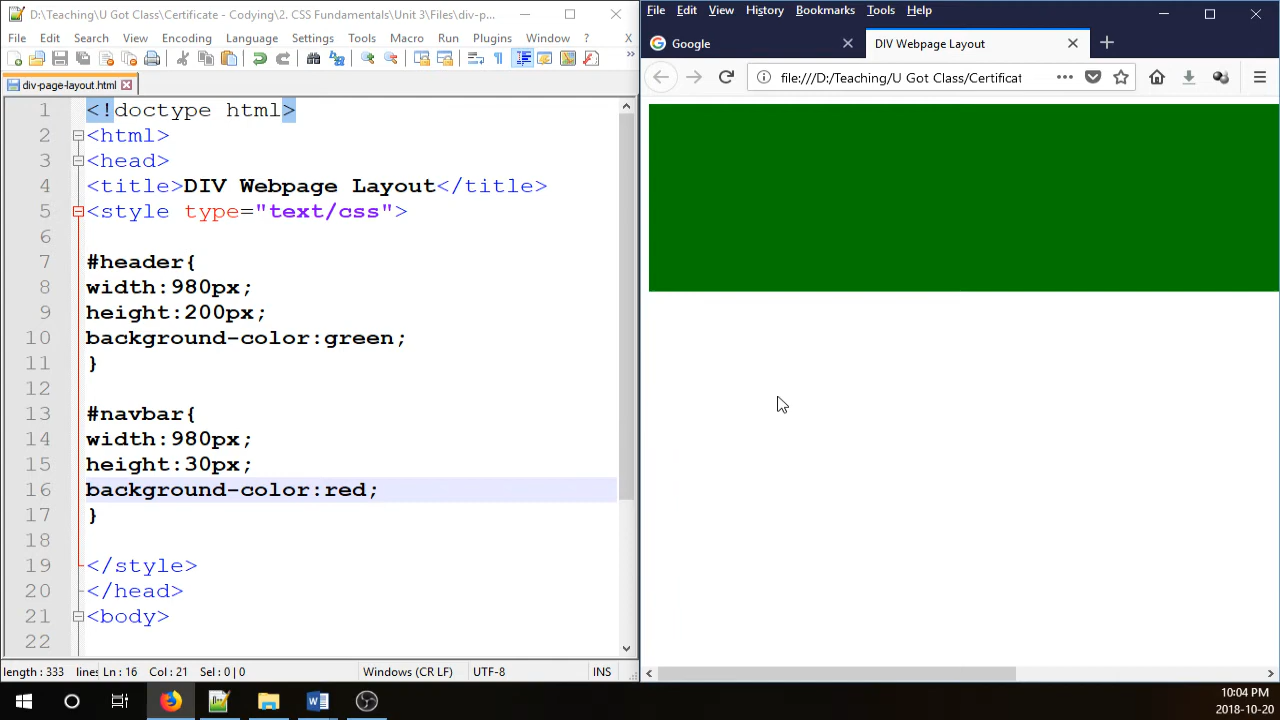 D:\Teaching\U Got Class\Certificate - Codying\2. CSS Fundamentals\Unit 3\Files\div-p...
File Edit Search View Encoding Language Settings Tools Macro Run Plugins Window ? X
»
div-page-layout.html
1 <!doctype html>
2 <html>
3 <head>
4 <title>DIV Webpage Layout</title>
5 <style type="text/css">
6
7 #header{
8 width:980px;
9 height:200px;
10 background-color:green;
11 }
12
13 #navbar{
14 width:980px;
15 height:30px;
16 background-color:red;
17 }
18
19 </style>
20 </head>
21 <body>
22
length : 333 lines Ln : 16 Col : 21 Sel : 0 | 0 Windows (CR LF) UTF-8 INS
File Edit View History Bookmarks Tools Help
Google
DIV Webpage Layout
file:///D:/Teaching/U Got Class/Certificat
10:04 PM
2018-10-20